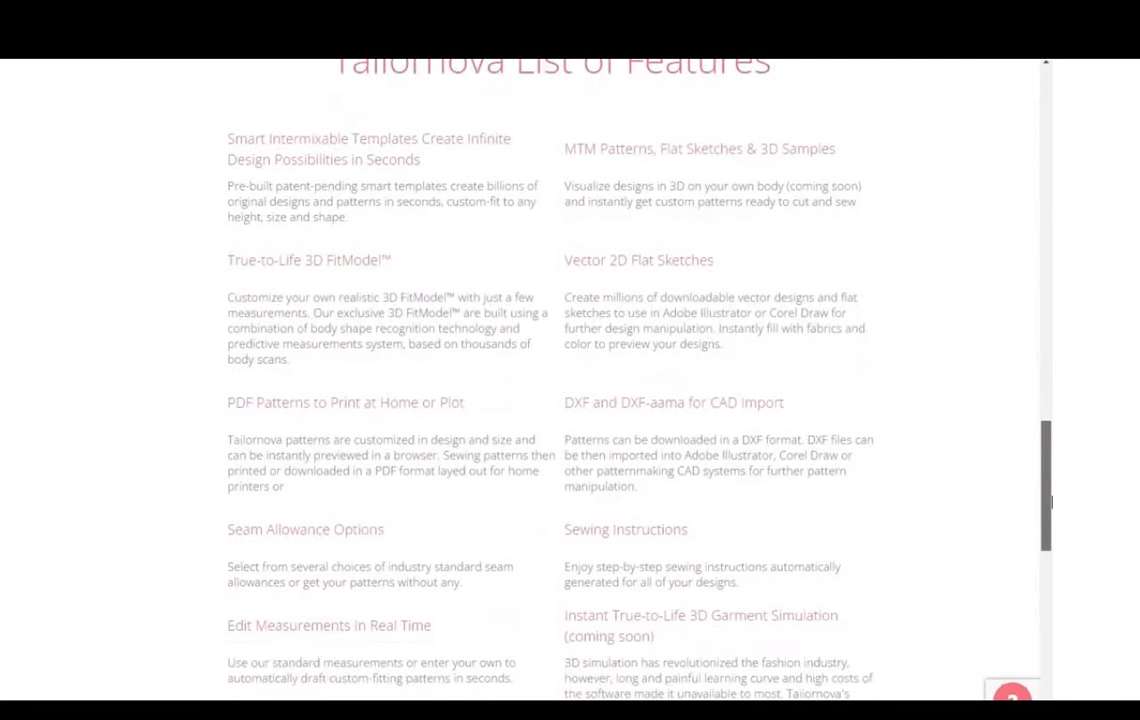 Tailornova List of Features
Smart Intermixable Templates Create Infinite
Design Possibilities in Seconds
Pre-built patent-pending smart templates create billions of
original designs and patterns in seconds, custom-fit to any
height, size and shape.
MTM Patterns, Flat Sketches & 3D Samples
Visualize designs in 3D on your own body (coming soon)
and instantly get custom patterns ready to cut and sew
True-to-Life 3D FitModel™
Customize your own realistic 3D FitModel™ with just a few
measurements. Our exclusive 3D FitModel™ are built using a
combination of body shape recognition technology and
predictive measurements system, based on thousands of
body scans.
Vector 2D Flat Sketches
Create millions of downloadable vector designs and flat
sketches to use in Adobe Illustrator or Corel Draw for
further design manipulation. Instantly fill with fabrics and
color to preview your designs.
PDF Patterns to Print at Home or Plot
Tailornova patterns are customized in design and size and
can be instantly previewed in a browser. Sewing patterns then
printed or downloaded in a PDF format layed out for home
printers or
DXF and DXF-aama for CAD Import
Patterns can be downloaded in a DXF format. DXF files can
be then imported into Adobe Illustrator, Corel Draw or
other patternmaking CAD systems for further pattern
manipulation.
Seam Allowance Options
Select from several choices of industry standard seam
allowances or get your patterns without any.
Sewing Instructions
Enjoy step-by-step sewing instructions automatically
generated for all of your designs.
Edit Measurements In Real Time
Use our standard measurements or enter your own to
automatically draft custom-fitting patterns in seconds.
Instant True-to-Life 3D Garment Simulation
(coming soon)
3D simulation has revolutionized the fashion industry,
however, long and painful learning curve and high costs of
the software made it unavailable to most. Tailornova's